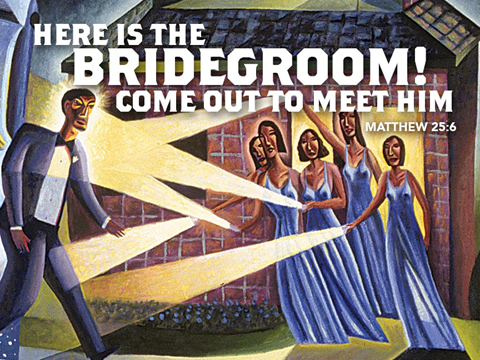 HERE IS THE
BRIDEGROOM!
COME OUT TO MEET HIM
MATTHEW 25:6